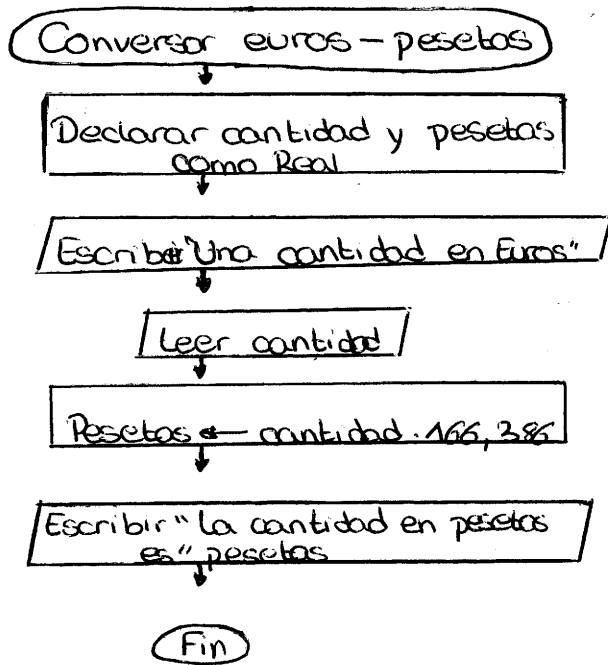 Conversor euros - pesetas
Declarar cantidad y pesetas
como Real
Escribir "Una cantidad en Euros"
Leer cantidad
Pesetas ← cantidad . 166,386
Escribir "La cantidad en pesetas
es" pesetas
Fin